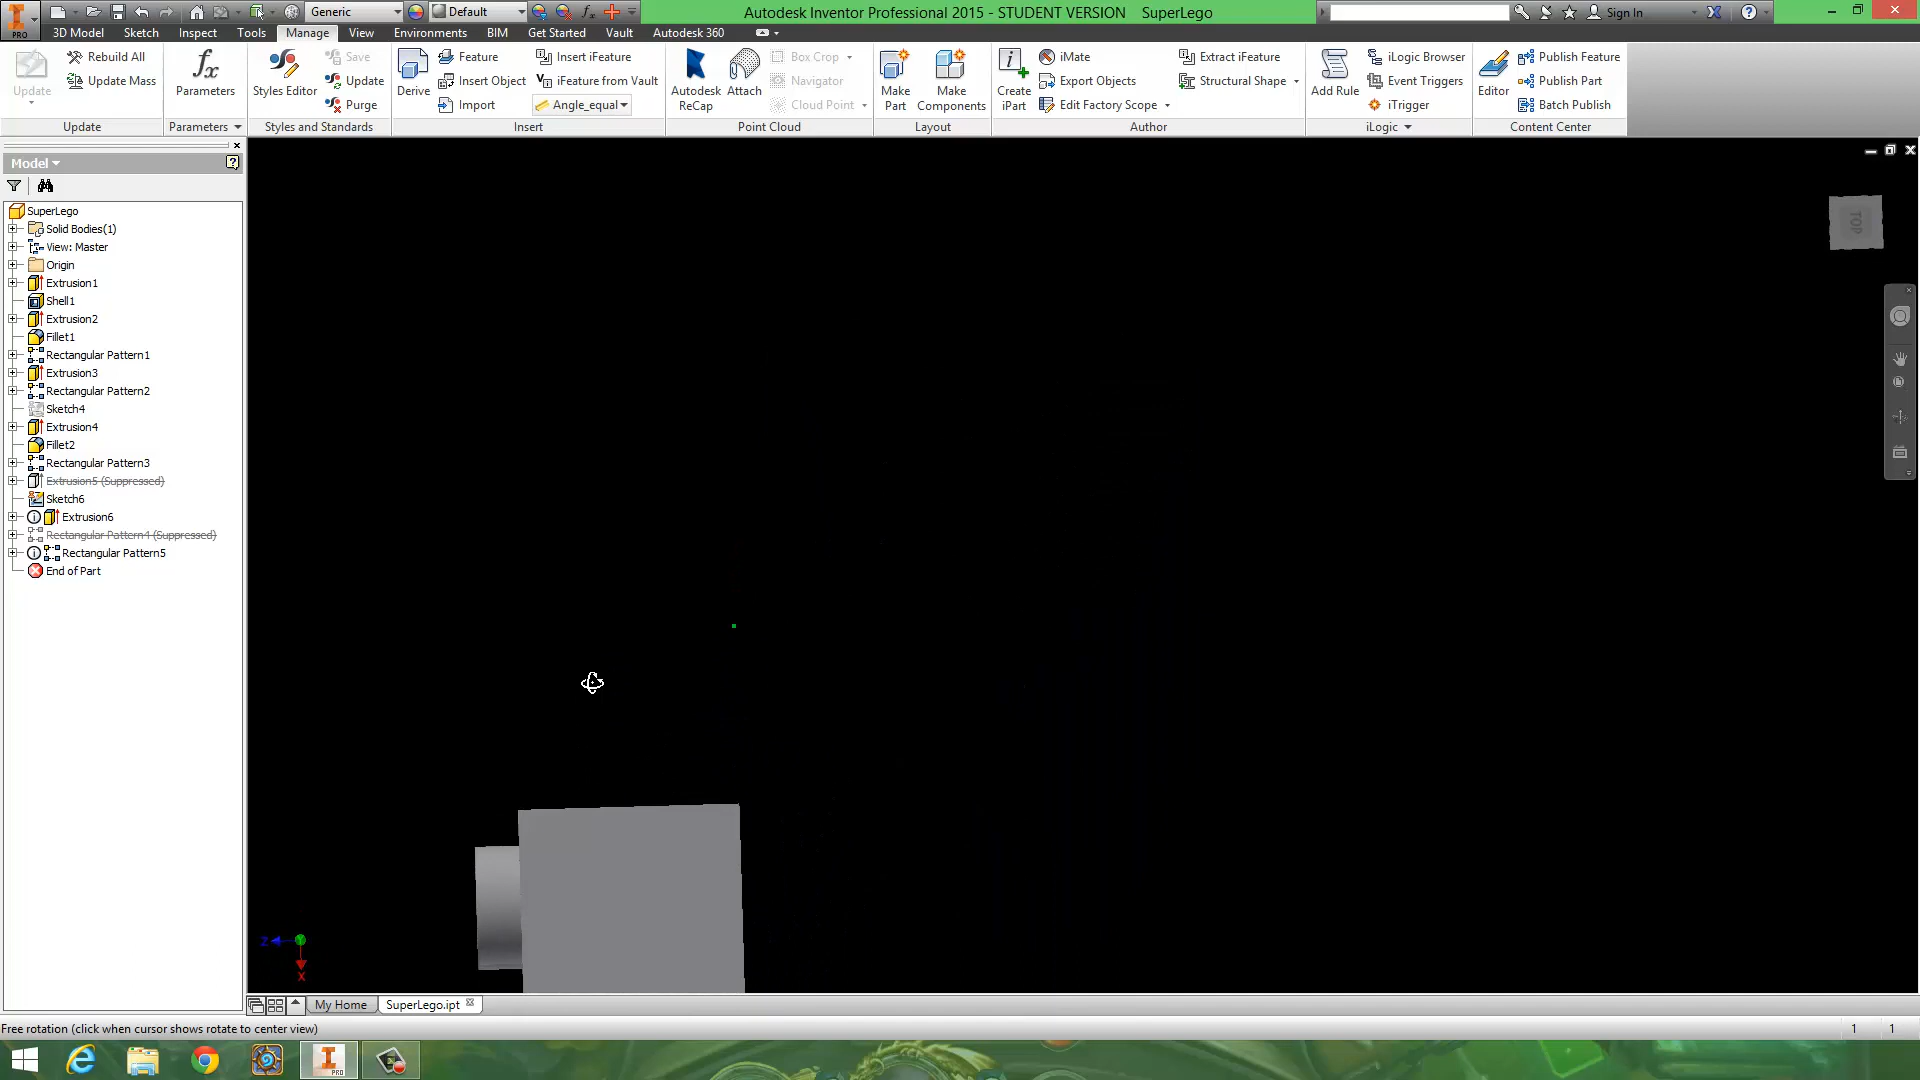 Generic
Default
Autodesk Inventor Professional 2015 - STUDENT VERSION SuperLego
Sign In
PRO
3D Model Sketch Inspect Tools Manage View Environments BIM Get Started Vault Autodesk 360
Update
Rebuild All
Update Mass
Update
fx
Parameters
Parameters
Styles Editor
Save
Update
Purge
Styles and Standards
Derive
Feature
Insert Object
Import
Insert iFeature
iFeature from Vault
Angle_equal
Insert
Autodesk
ReCap
Attach
Box Crop
Navigator
Cloud Point
Point Cloud
Make
Part
Make
Components
Layout
Create
iPart
iMate
Export Objects
Edit Factory Scope
Extract iFeature
Structural Shape
Author
Add Rule
iLogic Browser
Event Triggers
iTrigger
iLogic
Editor
Publish Feature
Publish Part
Batch Publish
Content Center
Model
SuperLego
Solid Bodies(1)
View: Master
Origin
Extrusion1
Shell1
Extrusion2
Fillet1
Rectangular Pattern1
Extrusion3
Rectangular Pattern2
Sketch4
Extrusion4
Fillet2
Rectangular Pattern3
Extrusion5 (Suppressed)
Sketch6
Extrusion6
Rectangular Pattern4 (Suppressed)
Rectangular Pattern5
End of Part
TOP
Z
X
My Home SuperLego.ipt
Free rotation (click when cursor shows rotate to center view)
1 1
PRO